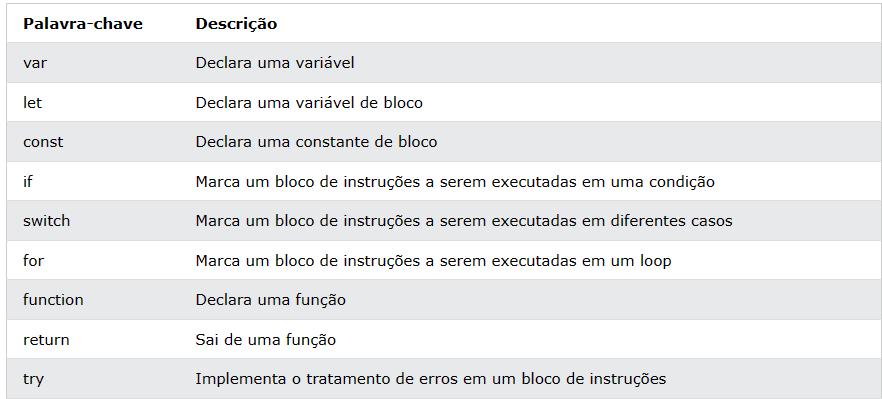 Palavra-chave Descrição
var Declara uma variável
let Declara uma variável de bloco
const Declara uma constante de bloco
if Marca um bloco de instruções a serem executadas em uma condição
switch Marca um bloco de instruções a serem executadas em diferentes casos
for Marca um bloco de instruções a serem executadas em um loop
function Declara uma função
return Sai de uma função
try Implementa o tratamento de erros em um bloco de instruções